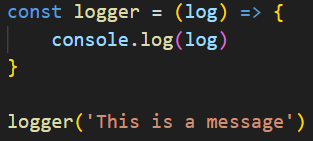 const logger = (log) => {
    console.log(log)
}

logger('This is a message')